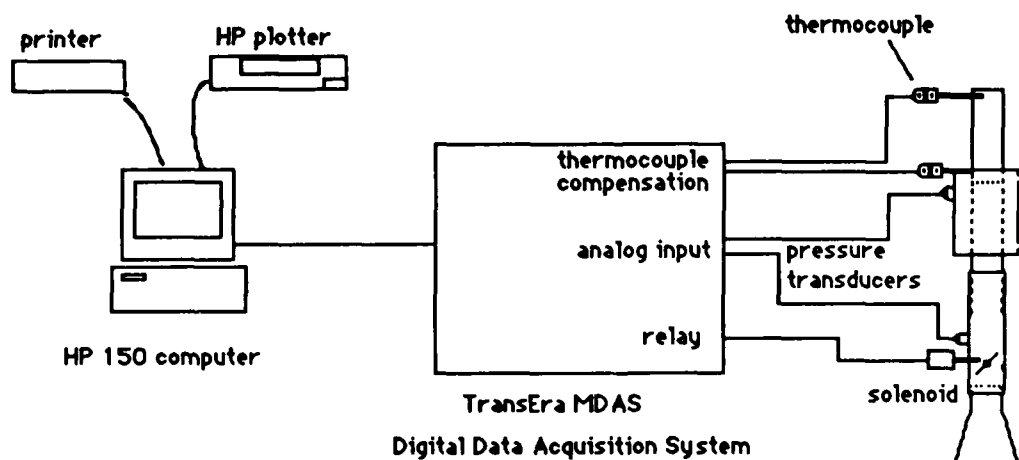 printer
HP plotter
thermocouple
thermocouple
compensation
analog input
pressure
transducers
relay
solenoid
HP 150 computer
TransEra MDAS
Digital Data Acquisition System